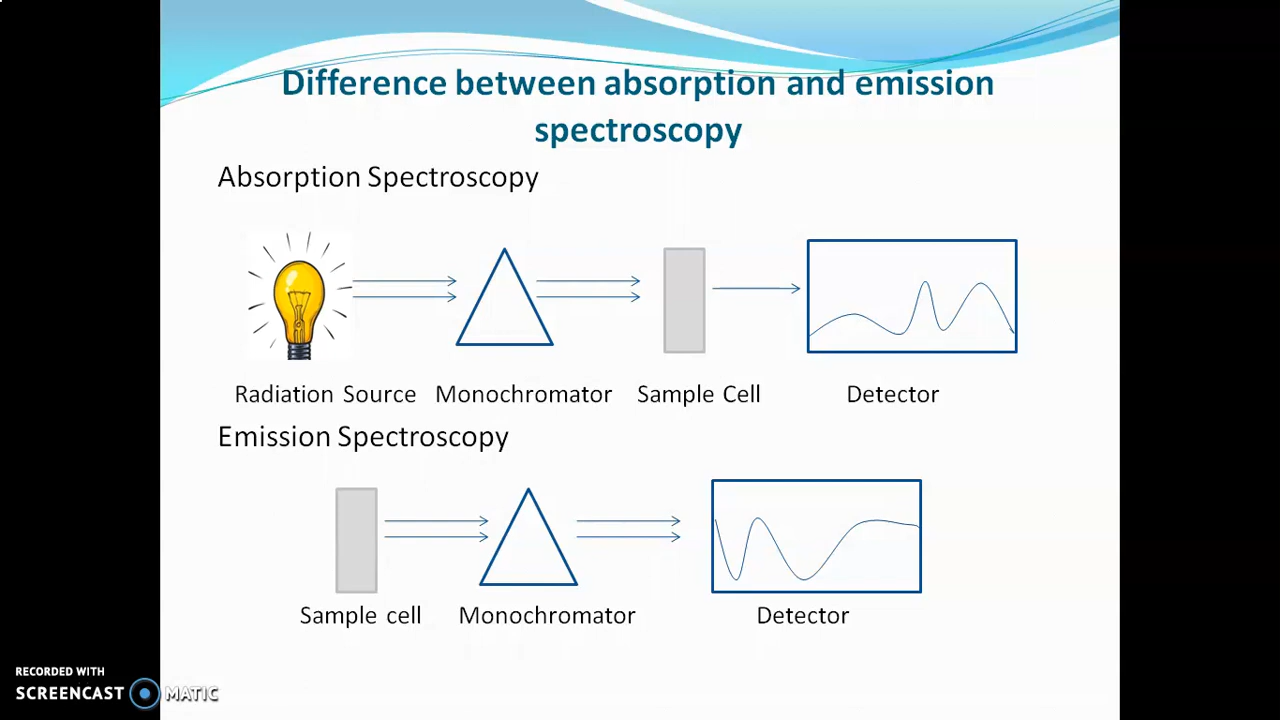 Difference between absorption and emission
spectroscopy
Absorption Spectroscopy
Radiation Source Monochromator Sample Cell Detector
Emission Spectroscopy
Sample cell Monochromator Detector
RECORDED WITH
SCREENCAST MATIC